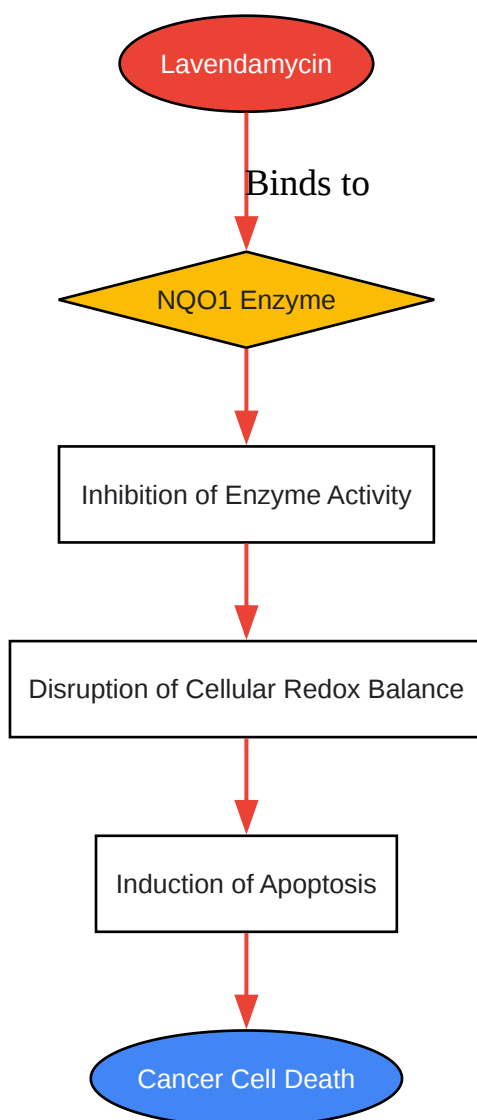 Lavendamycin
Binds to
NQO1 Enzyme
Inhibition of Enzyme Activity
Disruption of Cellular Redox Balance
Induction of Apoptosis
Cancer Cell Death